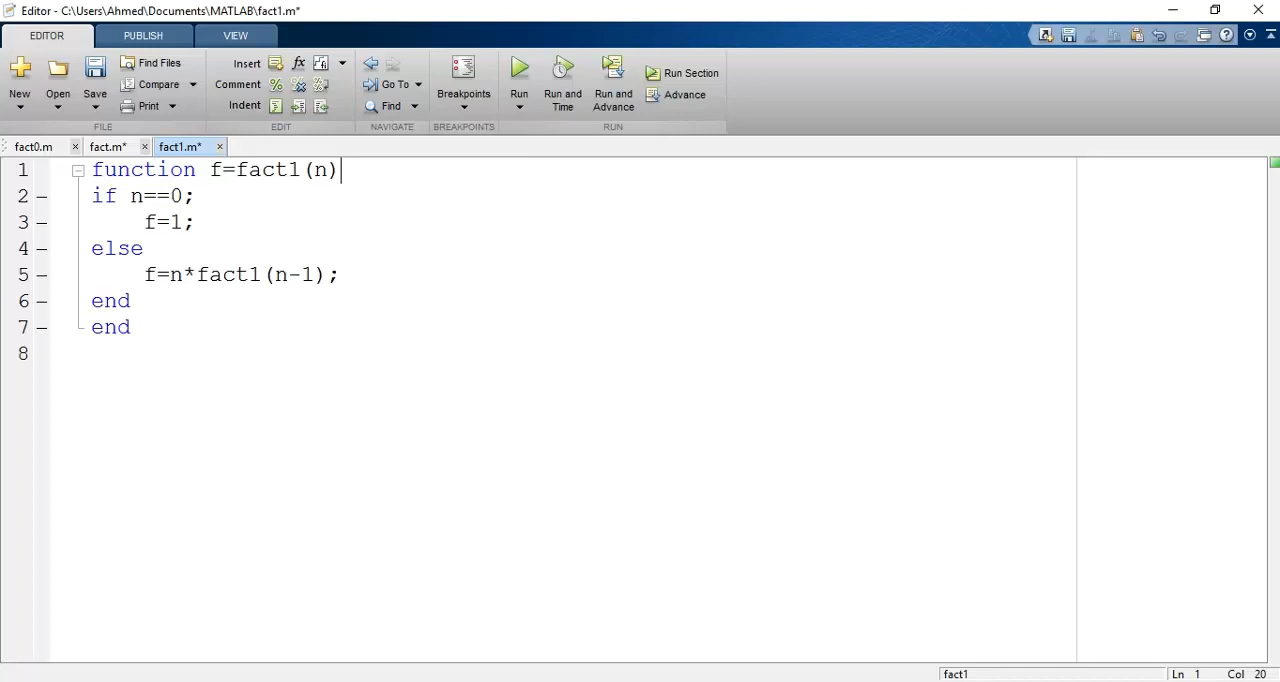 Editor - C:\Users\Ahmed\Documents\MATLAB\fact1.m*
EDITOR PUBLISH VIEW
New Open Save Find Files Compare Print Insert Comment Indent fx Go To Find Breakpoints Run Run and Time Run and Advance Run Section Advance
FILE EDIT NAVIGATE BREAKPOINTS RUN
fact0.m × fact.m* × fact1.m* ×
1 function f=fact1(n)
2 – if n==0;
3 – f=1;
4 – else
5 – f=n*fact1(n-1);
6 – end
7 – end
8
fact1 Ln 1 Col 20